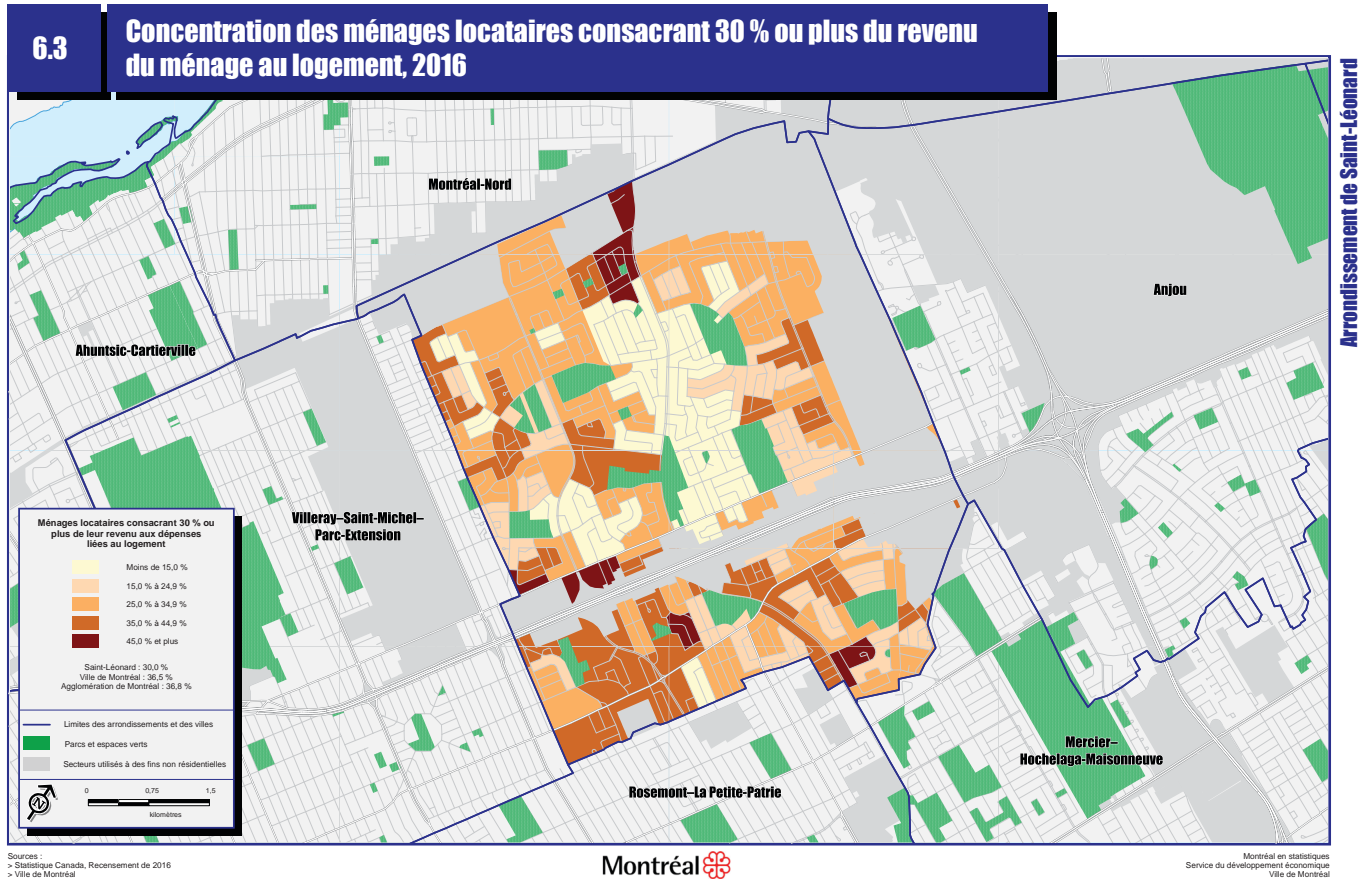 6.3
Concentration des ménages locataires consacrant 30 % ou plus du revenu
du ménage au logement, 2016
Arrondissement de Saint-Léonard
Montréal-Nord
Anjou
Ahuntsic-Cartierville
Villeray–Saint-Michel–
Parc-Extension
Mercier–
Hochelaga-Maisonneuve
Rosemont–La Petite-Patrie
Ménages locataires consacrant 30 % ou
plus de leur revenu aux dépenses
liées au logement
Moins de 15,0 %
15,0 % à 24,9 %
25,0 % à 34,9 %
35,0 % à 44,9 %
45,0 % et plus
Saint-Léonard : 30,0 %
Ville de Montréal : 36,5 %
Agglomération de Montréal : 36,8 %
Limites des arrondissements et des villes
Parcs et espaces verts
Secteurs utilisés à des fins non résidentielles
N
0 0,75 1,5
kilomètres
Sources :
> Statistique Canada, Recensement de 2016
> Ville de Montréal
Montréal
Montréal en statistiques
Service du développement économique
Ville de Montréal